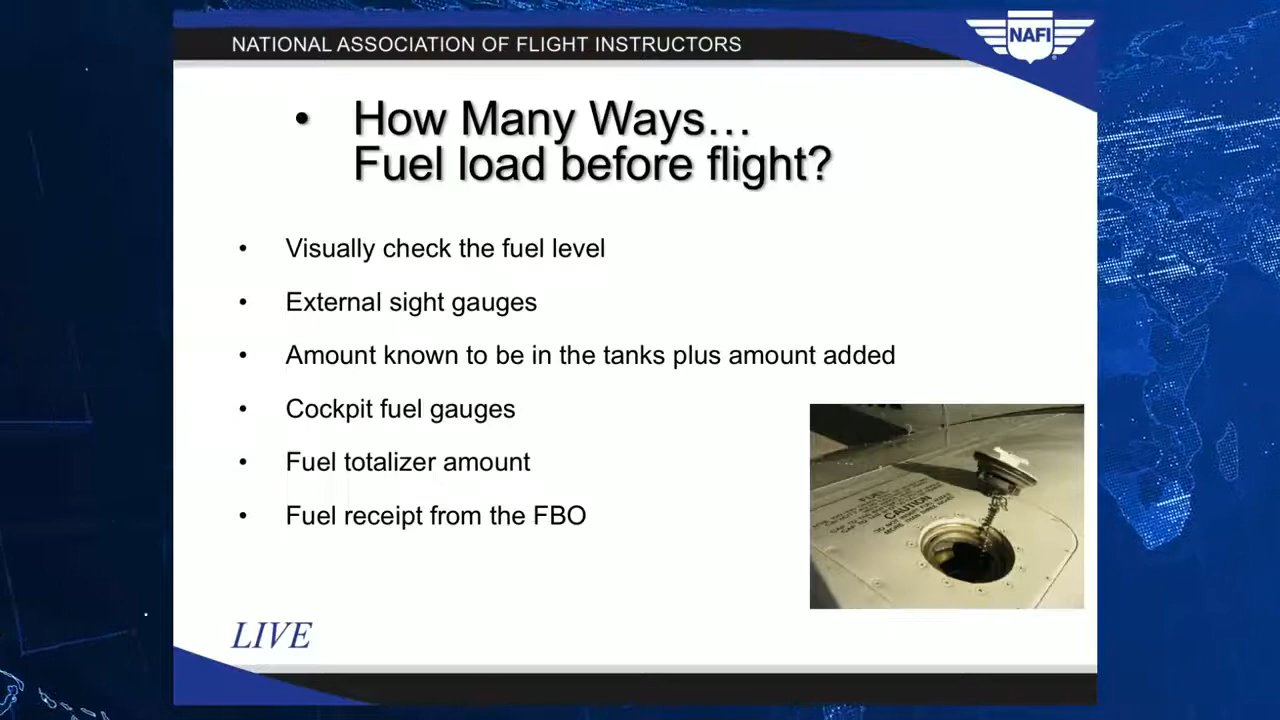 NATIONAL ASSOCIATION OF FLIGHT INSTRUCTORS
NAFI
• How Many Ways…
Fuel load before flight?
• Visually check the fuel level
• External sight gauges
• Amount known to be in the tanks plus amount added
• Cockpit fuel gauges
• Fuel totalizer amount
• Fuel receipt from the FBO
FUEL
CAUTION
LIVE